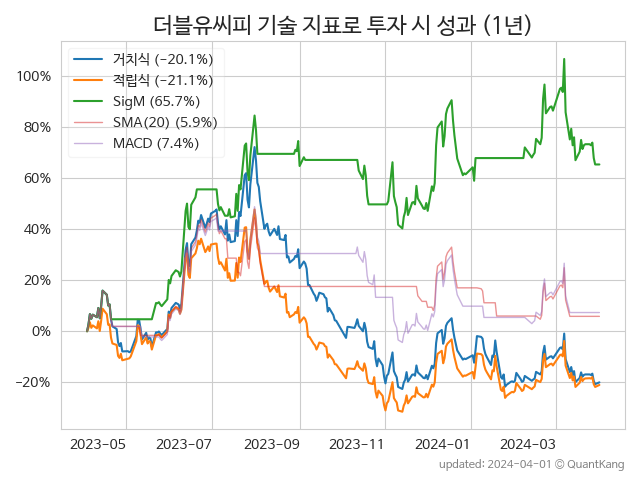 더블유씨피 기술 지표로 투자 시 성과 (1년)
거치식 (−20.1%)
적립식 (−21.1%)
SigM (65.7%)
SMA(20) (5.9%)
MACD (7.4%)
100%
80%
60%
40%
20%
0%
−20%
2023−05 2023−07 2023−09 2023−11 2024−01 2024−03
updated: 2024−04−01 © QuantKang